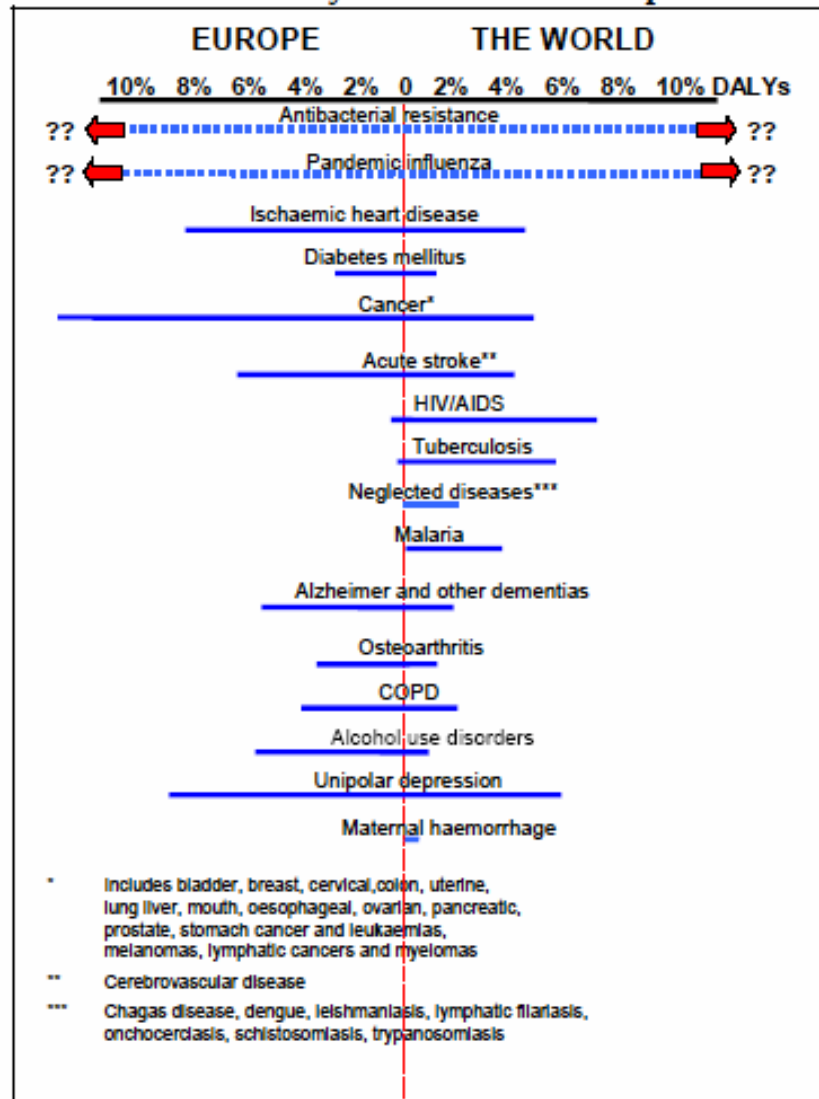 EUROPE THE WORLD
10% 8% 6% 4% 2% 0 2% 4% 6% 8% 10% DALYs
Antibacterial resistance
?? ??
Pandemic influenza
?? ??
Ischaemic heart disease
Diabetes mellitus
Cancer*
Acute stroke**
HIV/AIDS
Tuberculosis
Neglected diseases***
Malaria
Alzheimer and other dementias
Osteoarthritis
COPD
Alcohol use disorders
Unipolar depression
Maternal haemorrhage
* Includes bladder, breast, cervical,colon, uterine,
lung liver, mouth, oesophageal, ovarian, pancreatic,
prostate, stomach cancer and leukaemias,
melanomas, lymphatic cancers and myelomas
** Cerebrovascular disease
*** Chagas disease, dengue, leishmaniasis, lymphatic filariasis,
onchocerciasis, schistosomiasis, trypanosomiasis